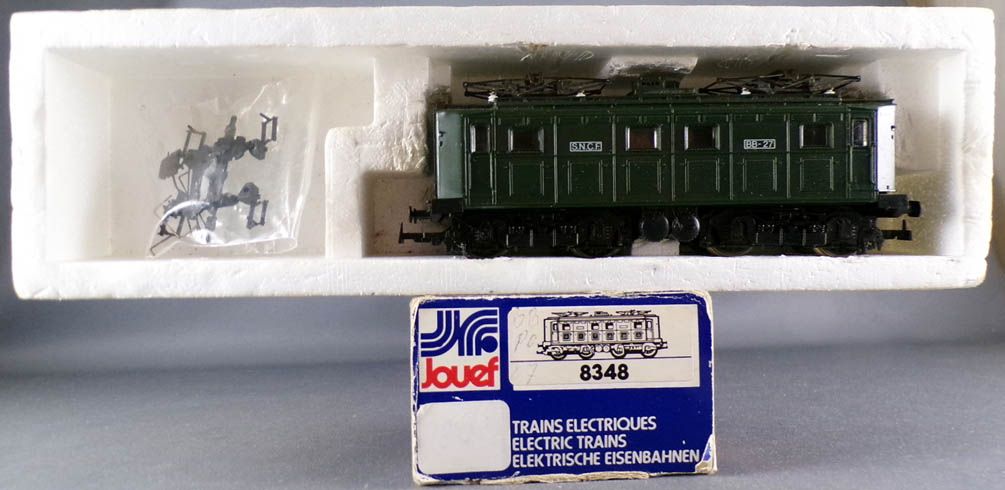 S.N.C.F.
BB-27
Jouef
8348
TRAINS ELECTRIQUES
ELECTRIC TRAINS
ELEKTRISCHE EISENBAHNEN